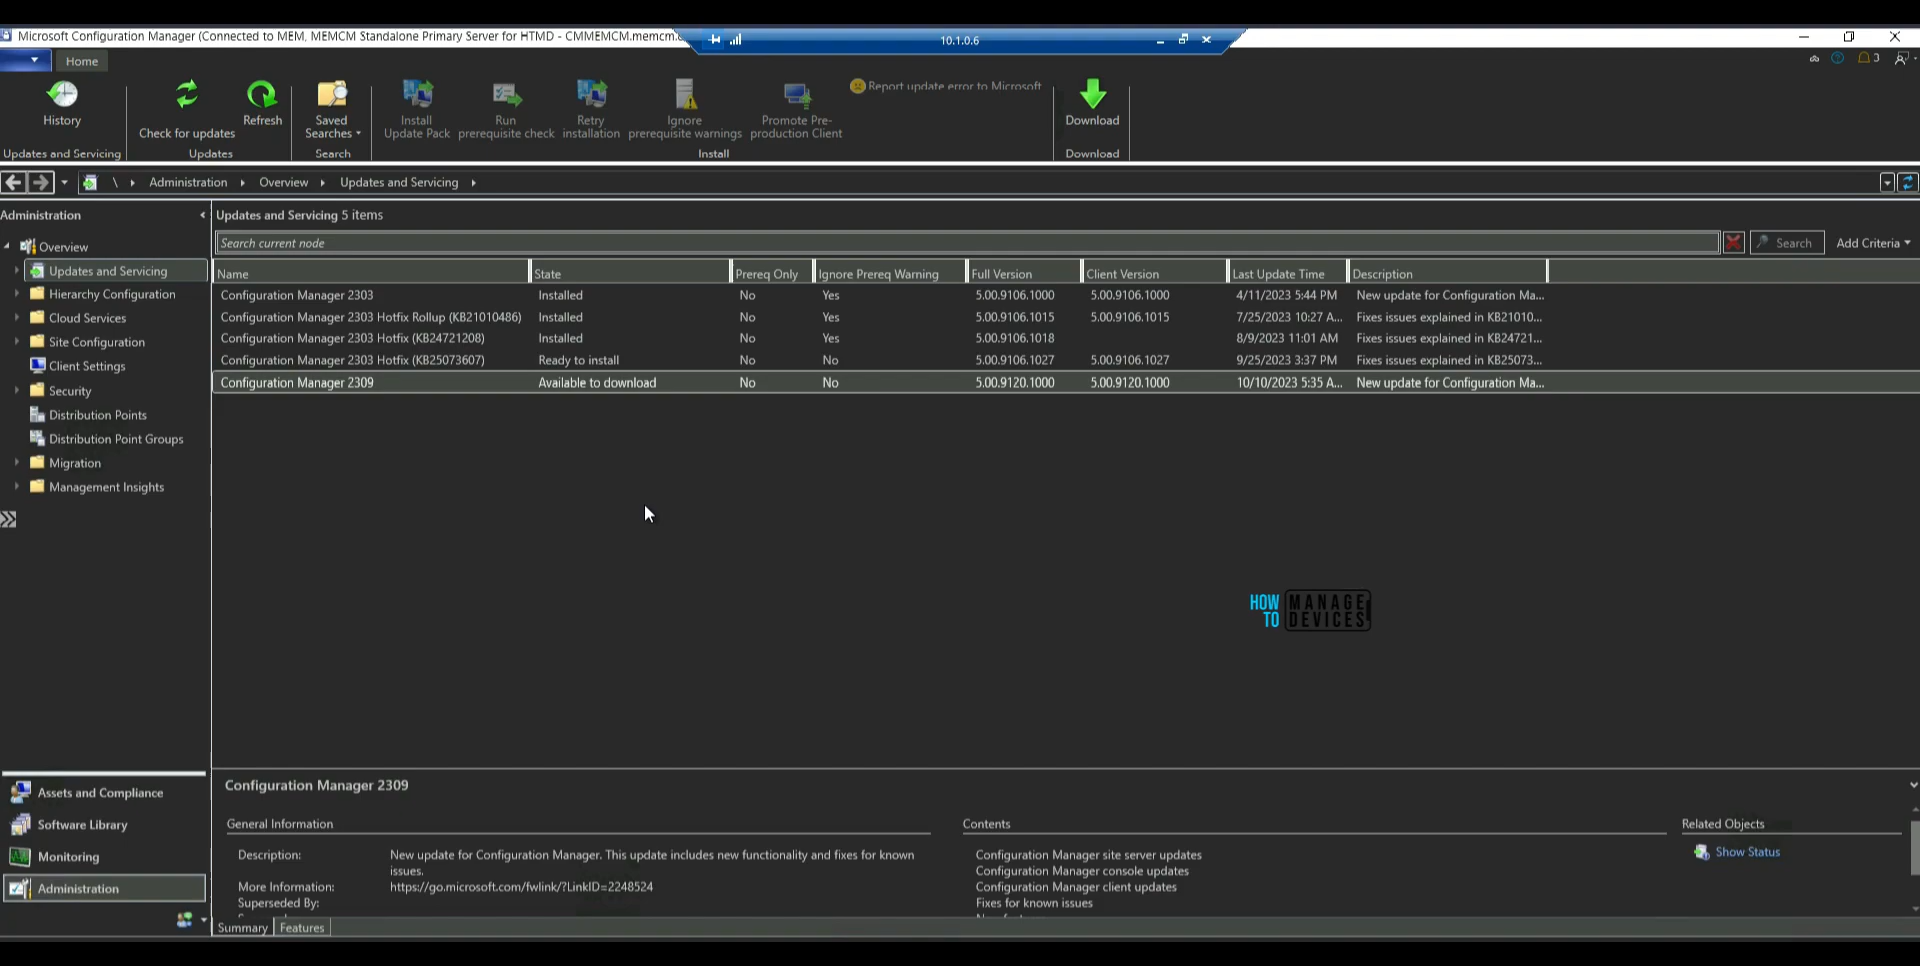 Microsoft Configuration Manager (Connected to MEM, MEMCM Standalone Primary Server for HTMD - CMMEMCM.memcm.
10.1.0.6
Home
3
History
Check for updates
Refresh
Saved
Searches
Install
Update Pack
Run
prerequisite check
Retry
installation
Ignore
prerequisite warnings
Promote Pre-
production Client
Report update error to Microsoft
Download
Updates and Servicing
Updates
Search
Install
Download
\ Administration Overview Updates and Servicing
Administration
Updates and Servicing 5 items
Search current node
Search
Add Criteria
Overview
Updates and Servicing
Hierarchy Configuration
Cloud Services
Site Configuration
Client Settings
Security
Distribution Points
Distribution Point Groups
Migration
Management Insights
Name State Prereq Only Ignore Prereq Warning Full Version Client Version Last Update Time Description
Configuration Manager 2303 Installed No Yes 5.00.9106.1000 5.00.9106.1000 4/11/2023 5:44 PM New update for Configuration Ma...
Configuration Manager 2303 Hotfix Rollup (KB21010486) Installed No Yes 5.00.9106.1015 5.00.9106.1015 7/25/2023 10:27 A... Fixes issues explained in KB21010...
Configuration Manager 2303 Hotfix (KB24721208) Installed No Yes 5.00.9106.1018 8/9/2023 11:01 AM Fixes issues explained in KB24721...
Configuration Manager 2303 Hotfix (KB25073607) Ready to install No No 5.00.9106.1027 5.00.9106.1027 9/25/2023 3:37 PM Fixes issues explained in KB25073...
Configuration Manager 2309 Available to download No No 5.00.9120.1000 5.00.9120.1000 10/10/2023 5:35 A... New update for Configuration Ma...
HOW MANAGE
TO DEVICES
Assets and Compliance
Software Library
Monitoring
Administration
Configuration Manager 2309
General Information
Description: New update for Configuration Manager. This update includes new functionality and fixes for known
issues.
More Information: https://go.microsoft.com/fwlink/?LinkID=2248524
Superseded By:
Contents
Configuration Manager site server updates
Configuration Manager console updates
Configuration Manager client updates
Fixes for known issues
Related Objects
Show Status
Summary Features